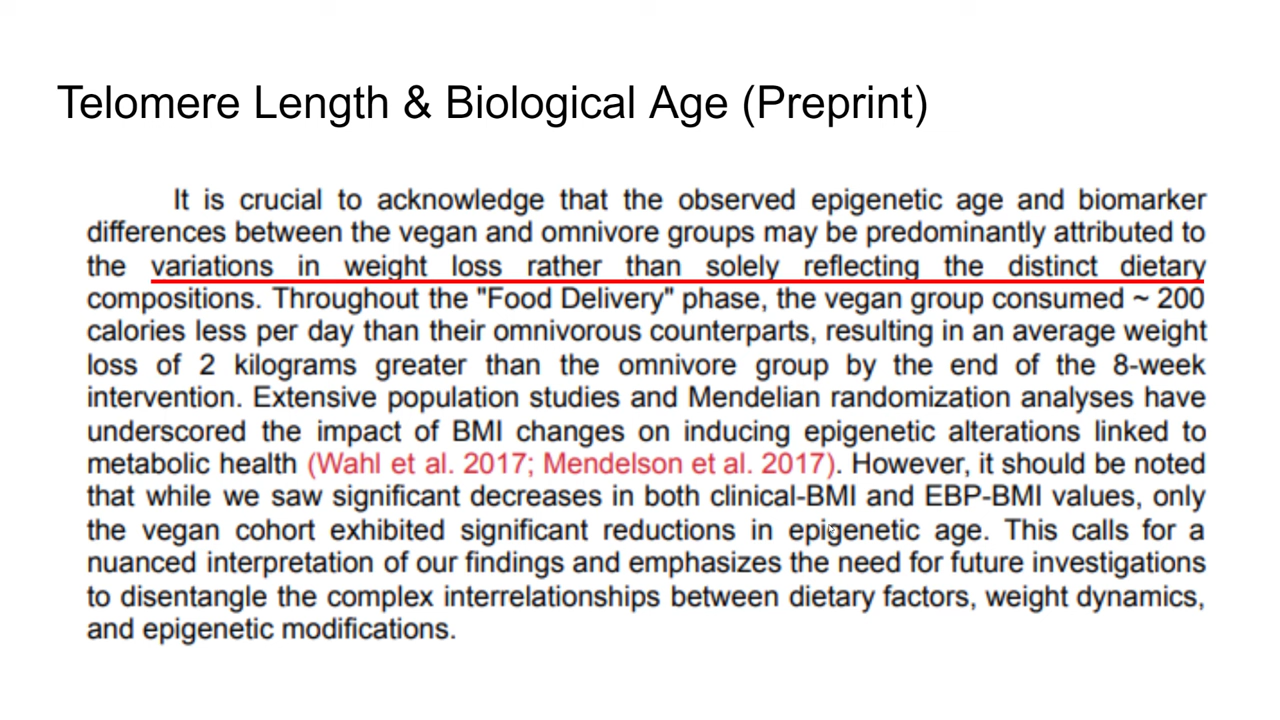 Telomere Length & Biological Age (Preprint)
It is crucial to acknowledge that the observed epigenetic age and biomarker
differences between the vegan and omnivore groups may be predominantly attributed to
the variations in weight loss rather than solely reflecting the distinct dietary
compositions. Throughout the "Food Delivery" phase, the vegan group consumed ~ 200
calories less per day than their omnivorous counterparts, resulting in an average weight
loss of 2 kilograms greater than the omnivore group by the end of the 8-week
intervention. Extensive population studies and Mendelian randomization analyses have
underscored the impact of BMI changes on inducing epigenetic alterations linked to
metabolic health (Wahl et al. 2017; Mendelson et al. 2017). However, it should be noted
that while we saw significant decreases in both clinical-BMI and EBP-BMI values, only
the vegan cohort exhibited significant reductions in epigenetic age. This calls for a
nuanced interpretation of our findings and emphasizes the need for future investigations
to disentangle the complex interrelationships between dietary factors, weight dynamics,
and epigenetic modifications.